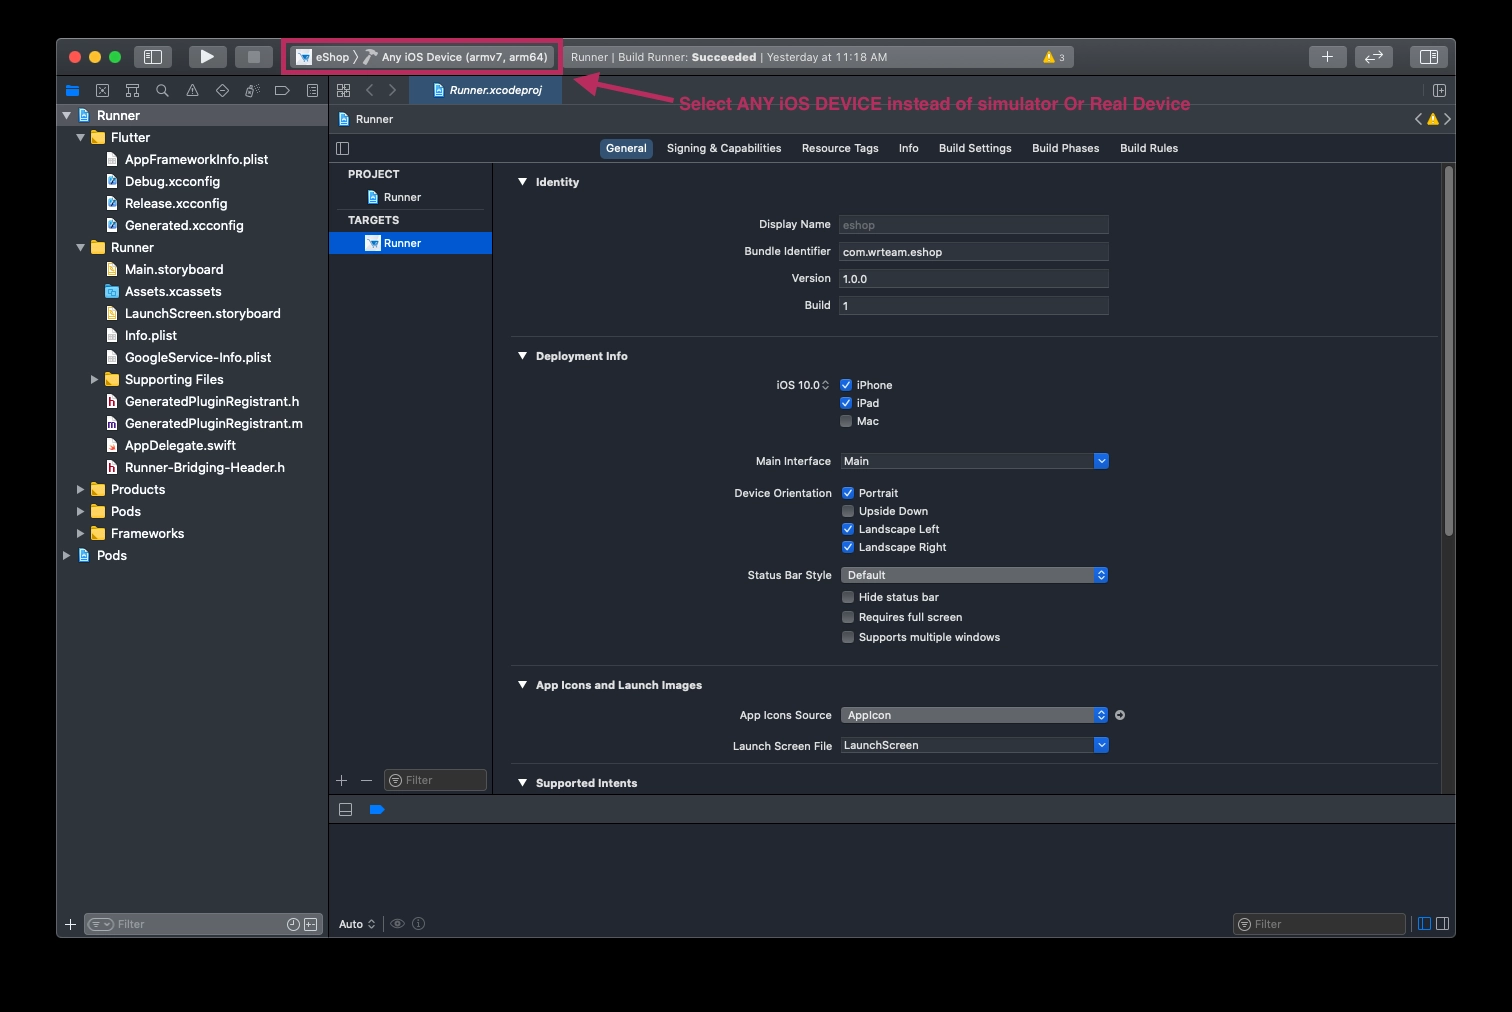 eShop 〉 Any iOS Device (armv7, arm64)
Runner | Build Runner: Succeeded | Yesterday at 11:18 AM
3
Runner.xcodeproj
Select ANY iOS DEVICE instead of simulator Or Real Device
Runner
Flutter
AppFrameworkInfo.plist
Debug.xcconfig
Release.xcconfig
Generated.xcconfig
Runner
Main.storyboard
Assets.xcassets
LaunchScreen.storyboard
Info.plist
GoogleService-Info.plist
Supporting Files
GeneratedPluginRegistrant.h
GeneratedPluginRegistrant.m
AppDelegate.swift
Runner-Bridging-Header.h
Products
Pods
Frameworks
Pods
Filter
Runner
General Signing & Capabilities Resource Tags Info Build Settings Build Phases Build Rules
PROJECT
Runner
TARGETS
Runner
Filter
Identity
Display Name eshop
Bundle Identifier com.wrteam.eshop
Version 1.0.0
Build 1
Deployment Info
iOS 10.0 iPhone
iPad
Mac
Main Interface Main
Device Orientation Portrait
Upside Down
Landscape Left
Landscape Right
Status Bar Style Default
Hide status bar
Requires full screen
Supports multiple windows
App Icons and Launch Images
App Icons Source AppIcon
Launch Screen File LaunchScreen
Supported Intents
Auto
Filter